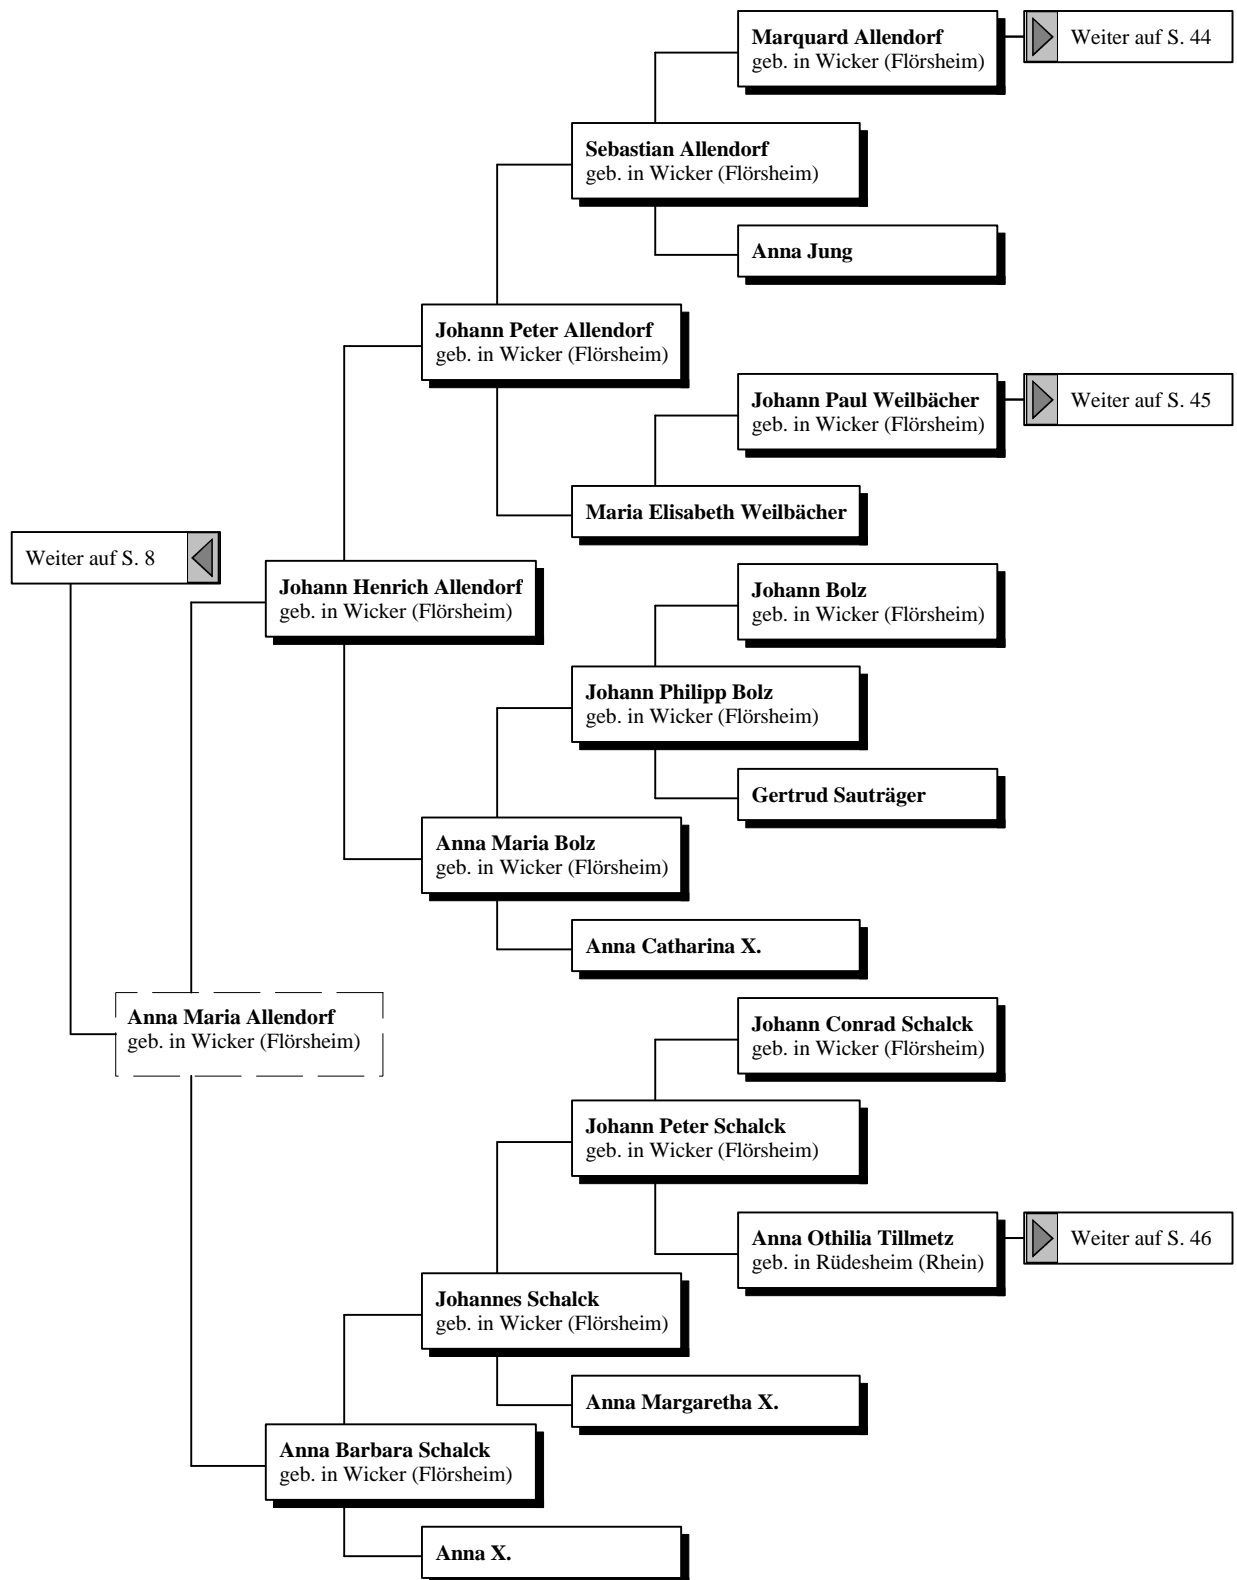 Marquard Allendorf
geb. in Wicker (Flörsheim)
Weiter auf S. 44
Sebastian Allendorf
geb. in Wicker (Flörsheim)
Anna Jung
Johann Peter Allendorf
geb. in Wicker (Flörsheim)
Johann Paul Weilbächer
geb. in Wicker (Flörsheim)
Weiter auf S. 45
Maria Elisabeth Weilbächer
Weiter auf S. 8
Johann Henrich Allendorf
geb. in Wicker (Flörsheim)
Johann Bolz
geb. in Wicker (Flörsheim)
Johann Philipp Bolz
geb. in Wicker (Flörsheim)
Gertrud Sauträger
Anna Maria Bolz
geb. in Wicker (Flörsheim)
Anna Catharina X.
Anna Maria Allendorf
geb. in Wicker (Flörsheim)
Johann Conrad Schalck
geb. in Wicker (Flörsheim)
Johann Peter Schalck
geb. in Wicker (Flörsheim)
Anna Othilia Tillmetz
geb. in Rüdesheim (Rhein)
Weiter auf S. 46
Johannes Schalck
geb. in Wicker (Flörsheim)
Anna Margaretha X.
Anna Barbara Schalck
geb. in Wicker (Flörsheim)
Anna X.